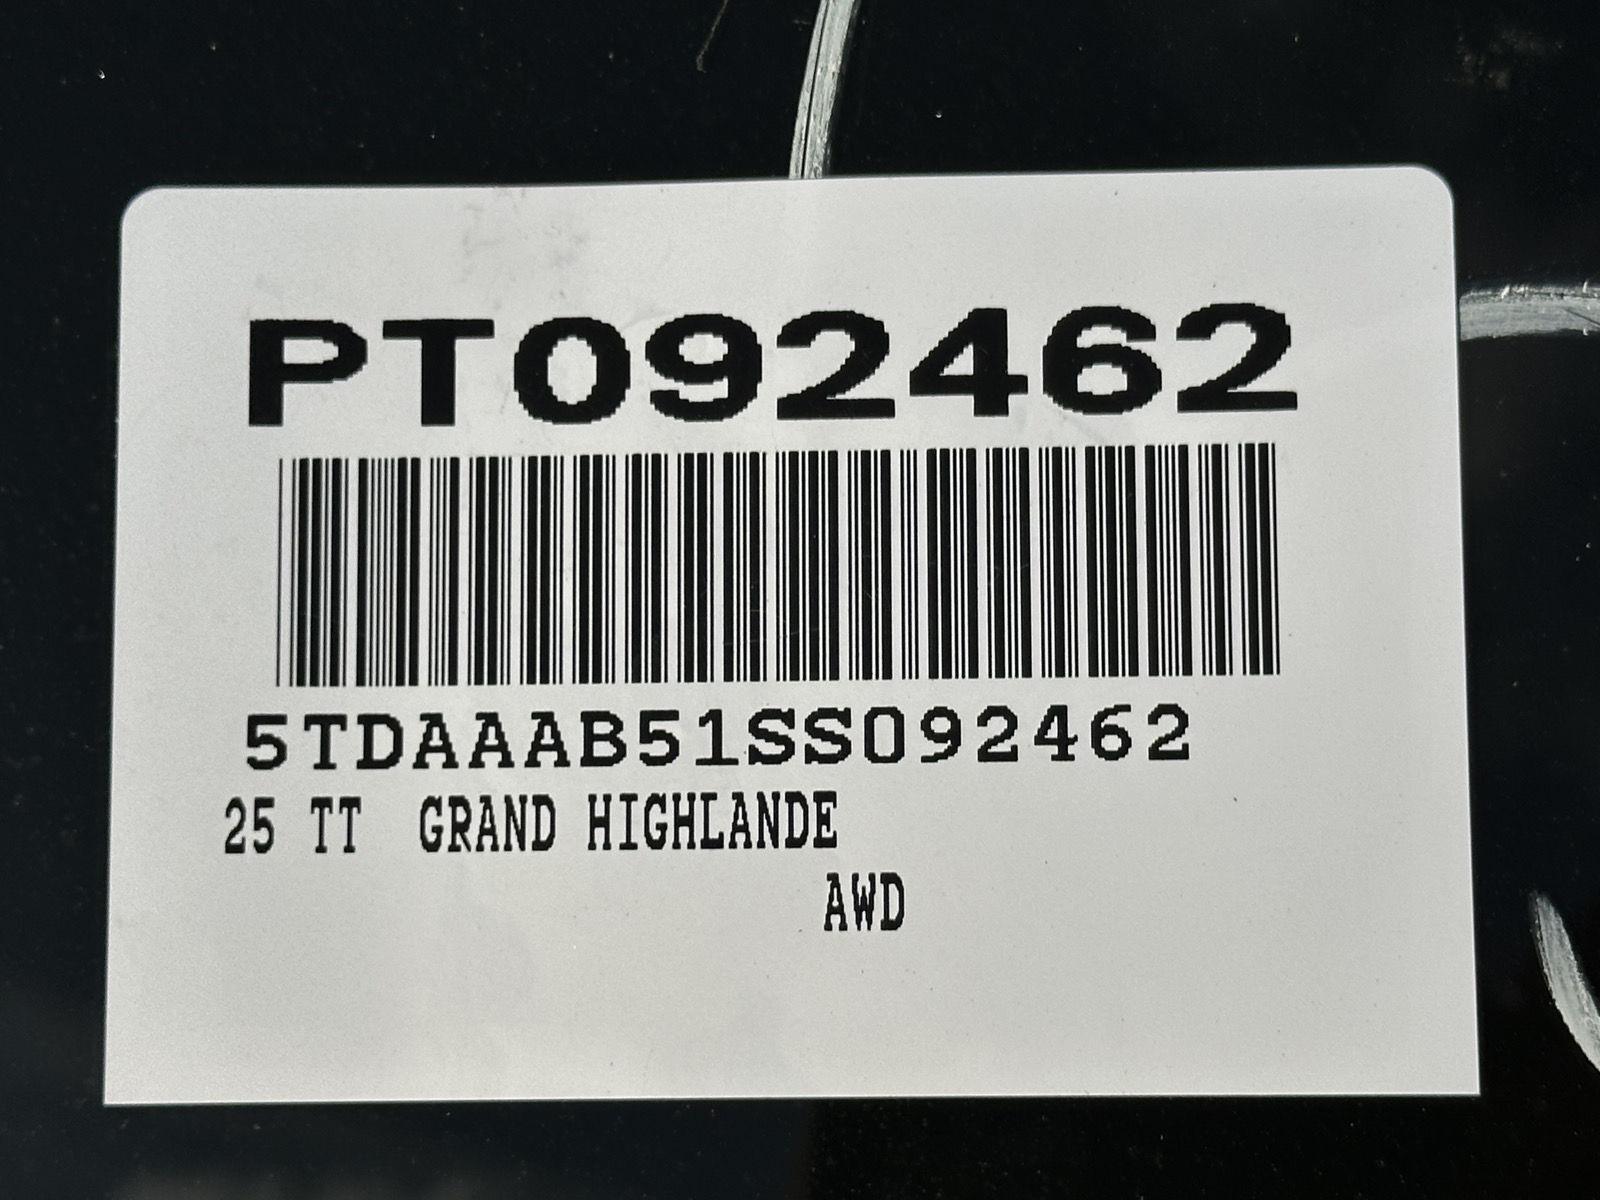 PT092462
5TDAAAB51SS092462
25 TT GRAND HIGHLANDE
AWD